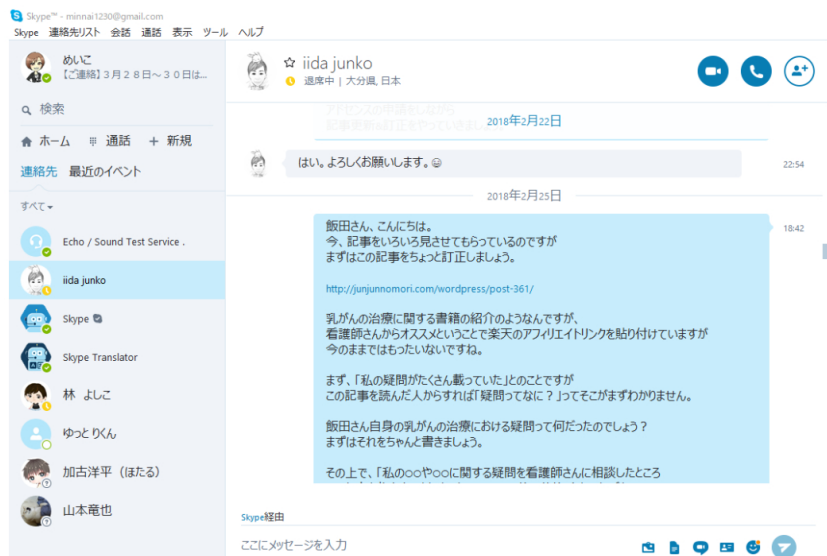 Skype™ - minnai1230@gmail.com
Skype 連絡先リスト 会話 通話 表示 ツール ヘルプ
めいこ
【ご連絡】3月28日～30日は...
検索
ホーム 通話 新規
連絡先 最近のイベント
すべて
Echo / Sound Test Service .
iida junko
Skype
Skype Translator
林 よしこ
ゆっとりくん
加古洋平（ほたる）
山本竜也
iida junko
退席中 | 大分県, 日本
アドセンスの申請をしながら
2018年2月22日
はい。よろしくお願いします。
22:54
2018年2月25日
18:42
飯田さん、こんにちは。
今、記事をいろいろ見させてもらっているのですが
まずはこの記事をちょっと訂正しましょう。
http://junjunnomori.com/wordpress/post-361/
乳がんの治療に関する書籍の紹介のようなんですが、
看護師さんからオススメということで楽天のアフィリエイトリンクを貼り付けていますが
今のままではもったいないですね。
まず、「私の疑問がたくさん載っていた」とのことですが
この記事を読んだ人からすれば「疑問ってなに？」ってそこがまずわかりません。
飯田さん自身の乳がんの治療における疑問って何だったのでしょう？
まずはそれをちゃんと書きましょう。
その上で、「私の○○や○○に関する疑問を看護師さんに相談したところ
Skype経由
ここにメッセージを入力